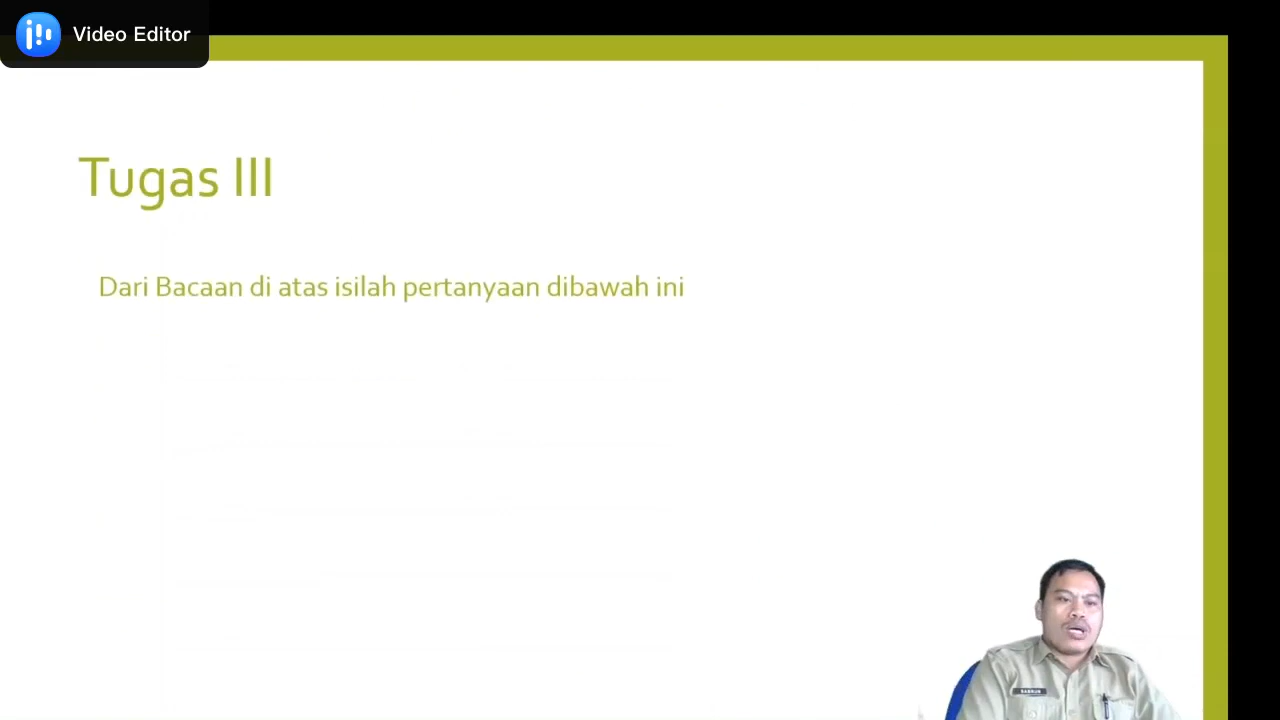 Video Editor
Tugas III
Dari Bacaan di atas isilah pertanyaan dibawah ini